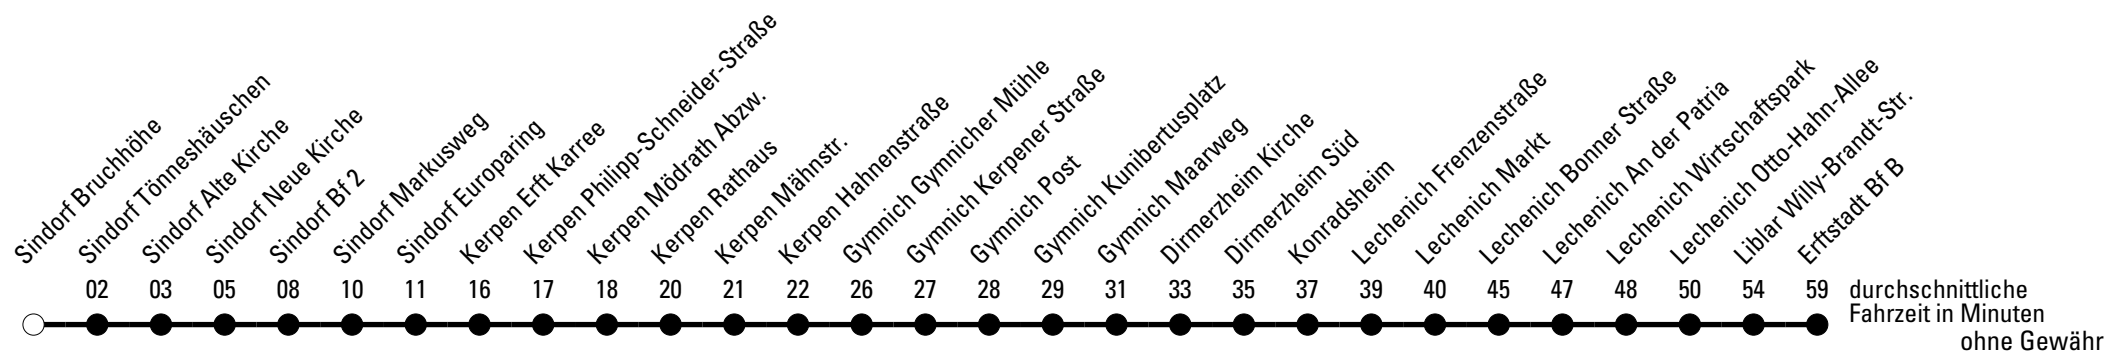 Sindorf Bruchhöhe
Sindorf Tönneshäuschen
Sindorf Alte Kirche
Sindorf Neue Kirche
Sindorf Bf 2
Sindorf Markusweg
Sindorf Europaring
Kerpen Erft Karree
Kerpen Philipp-Schneider-Straße
Kerpen Mödrath Abzw.
Kerpen Rathaus
Kerpen Mähnstr.
Kerpen Hahnenstraße
Gymnich Gymnicher Mühle
Gymnich Kerpener Straße
Gymnich Post
Gymnich Kunibertusplatz
Gymnich Maarweg
Dirmerzheim Kirche
Dirmerzheim Süd
Konradsheim
Lechenich Frenzenstraße
Lechenich Markt
Lechenich Bonner Straße
Lechenich An der Patria
Lechenich Wirtschaftspark
Lechenich Otto-Hahn-Allee
Liblar Willy-Brandt-Str.
Erftstadt Bf B
02 03 05 08 10 11 16 17 18 20 21 22 26 27 28 29 31 33 35 37 39 40 45 47 48 50 54 59 durchschnittliche
Fahrzeit in Minuten
ohne Gewähr